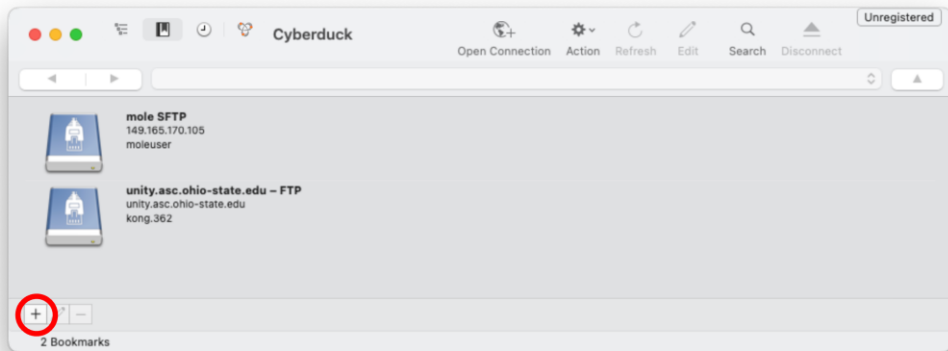 Unregistered
Cyberduck
Open Connection Action Refresh Edit Search Disconnect
mole SFTP
149.165.170.105
moleuser
unity.asc.ohio-state.edu – FTP
unity.asc.ohio-state.edu
kong.362
2 Bookmarks